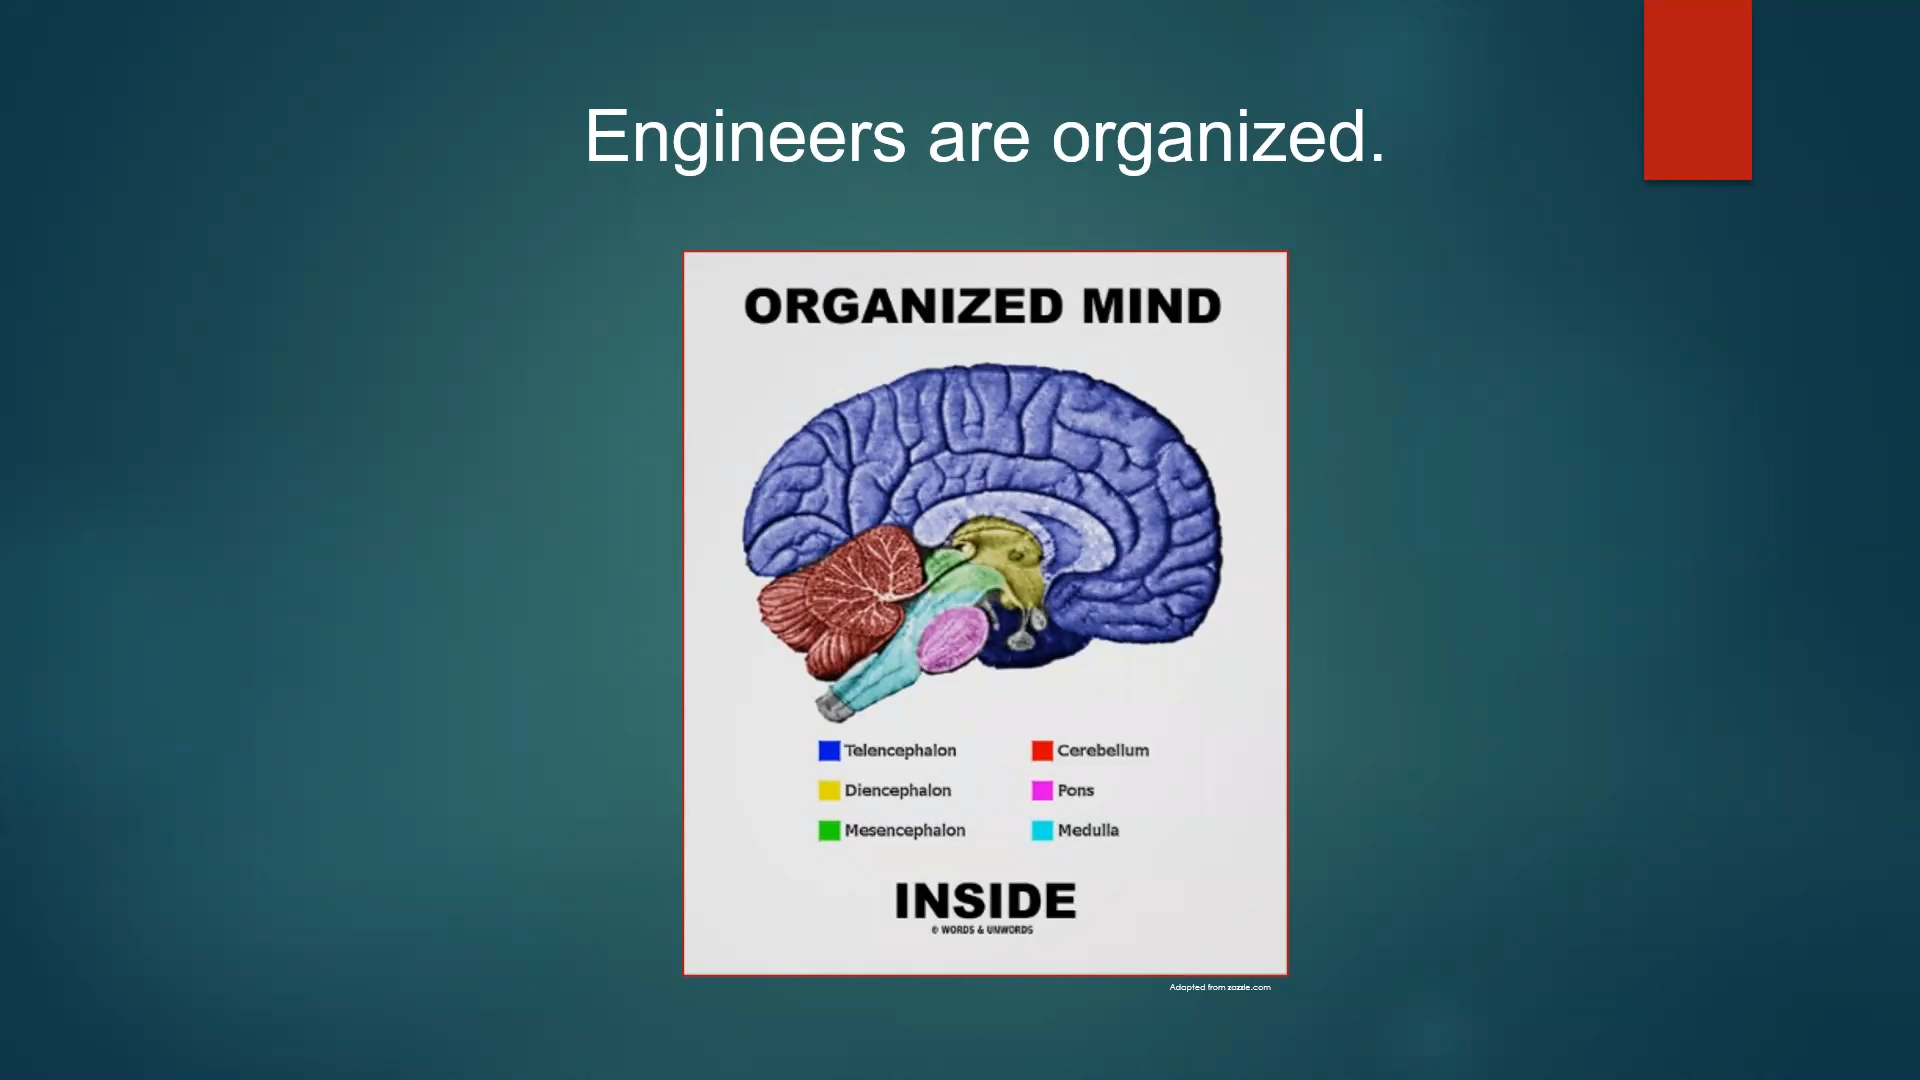 Engineers are organized.
ORGANIZED MIND
Telencephalon
Cerebellum
Diencephalon
Pons
Mesencephalon
Medulla
INSIDE
© WORDS & UNWORDS
Adapted from zazzle.com